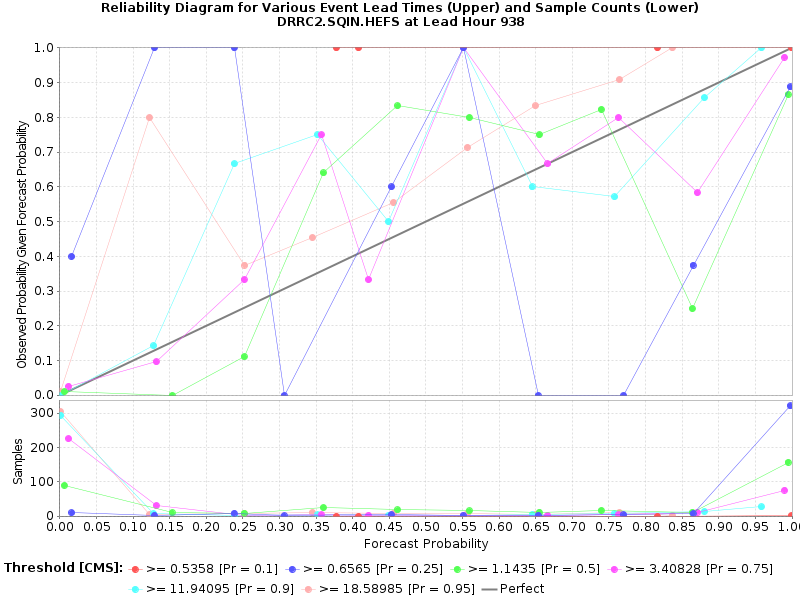 Reliability Diagram for Various Event Lead Times (Upper) and Sample Counts (Lower)
DRRC2.SQIN.HEFS at Lead Hour 938
Observed Probability Given Forecast Probability
1.0
0.9
0.8
0.7
0.6
0.5
0.4
0.3
0.2
0.1
0.0
Samples
300
200
100
0
0.00 0.05 0.10 0.15 0.20 0.25 0.30 0.35 0.40 0.45 0.50 0.55 0.60 0.65 0.70 0.75 0.80 0.85 0.90 0.95 1.0
Forecast Probability
Threshold [CMS]: >= 0.5358 [Pr = 0.1] >= 0.6565 [Pr = 0.25] >= 1.1435 [Pr = 0.5] >= 3.40828 [Pr = 0.75]
>= 11.94095 [Pr = 0.9] >= 18.58985 [Pr = 0.95] Perfect